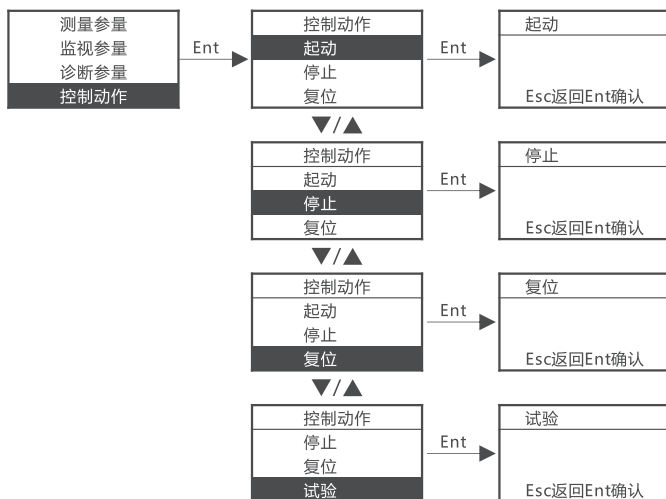 测量参量
监视参量
诊断参量
控制动作
Ent
控制动作
起动
停止
复位
Ent
起动
Esc返回Ent确认
▼/▲
控制动作
起动
停止
复位
Ent
停止
Esc返回Ent确认
▼/▲
控制动作
起动
停止
复位
Ent
复位
Esc返回Ent确认
▼/▲
控制动作
停止
复位
试验
Ent
试验
Esc返回Ent确认